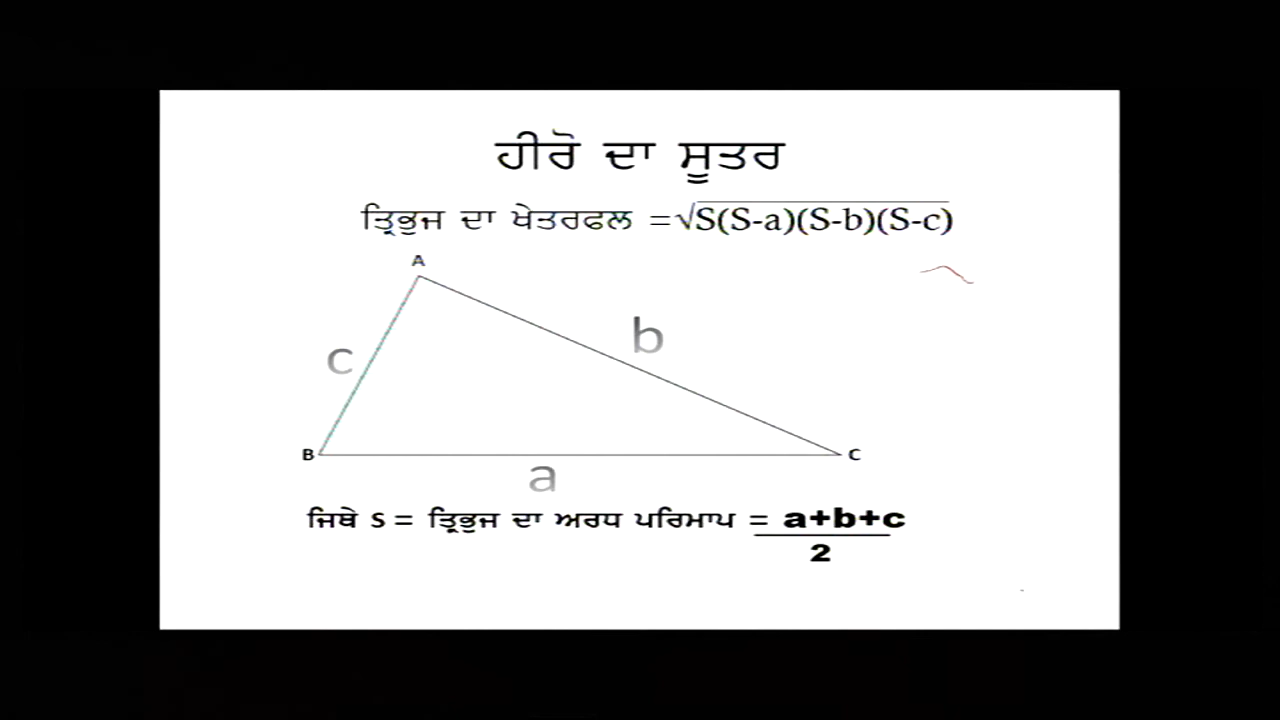 ਹੀਰੋ ਦਾ ਸੂਤਰ
ਤ੍ਰਿਭੁਜ ਦਾ ਖੇਤਰਫਲ =√S(S-a)(S-b)(S-c)
A
c
b
B
C
a
ਜਿਥੇ S = ਤ੍ਰਿਭੁਜ ਦਾ ਅਰਧ ਪਰਿਮਾਪ = a+b+c
2